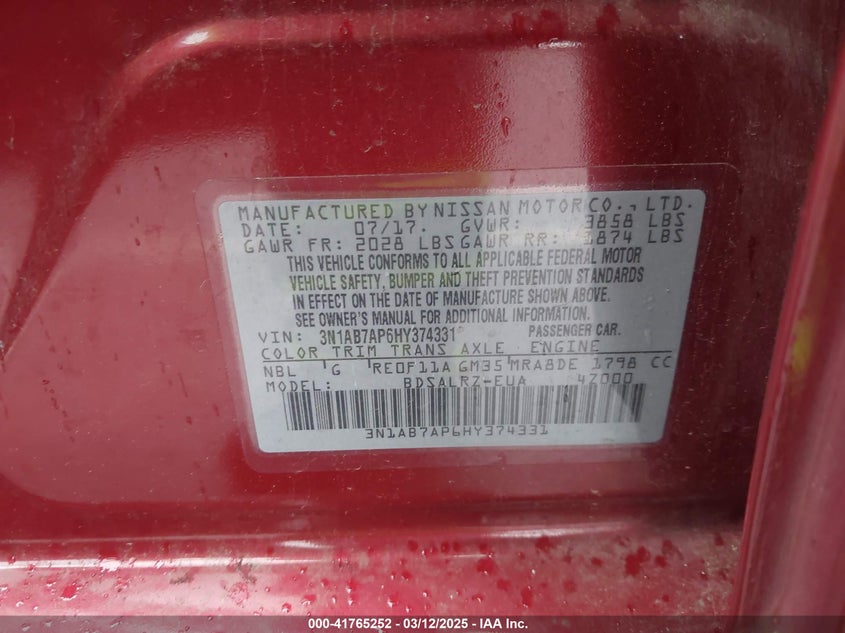 MANUFACTURED BY NISSAN MOTOR CO., LTD.
DATE: 07/17. GVWR: 3858 LBS
GAWR FR: 2028 LBS GAWR RR: 1874 LBS
THIS VEHICLE CONFORMS TO ALL APPLICABLE FEDERAL MOTOR
VEHICLE SAFETY, BUMPER AND THEFT PREVENTION STANDARDS
IN EFFECT ON THE DATE OF MANUFACTURE SHOWN ABOVE.
SEE OWNER'S MANUAL FOR ADDITIONAL INFORMATION.
VIN: 3N1AB7AP6HY374331 PASSENGER CAR.
COLOR TRIM TRANS AXLE ENGINE
NBL G RE0F11A GM35 MRA8DE 1798 CC
MODEL: BDSALRZ-EUA 4Z000
3N1AB7AP6HY374331
000-41765252 - 03/12/2025 - IAAI.com